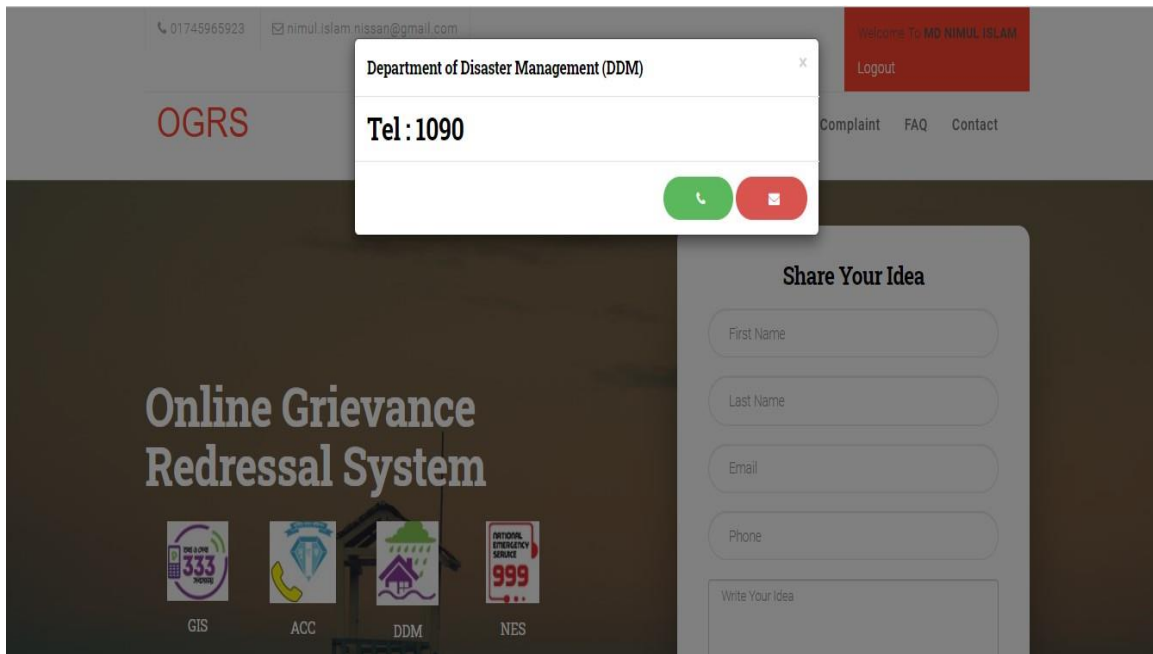 01745965923 nimul.islam.nissan@gmail.com
Welcome To MD NIMUL ISLAM
Logout
Department of Disaster Management (DDM) x
Tel : 1090
OGRS
Complaint FAQ Contact
Share Your Idea
First Name
Last Name
Email
Phone
Write Your Idea
Online Grievance
Redressal System
333
NATIONAL
EMERGENCY
SERVICE
999
GIS ACC DDM NES